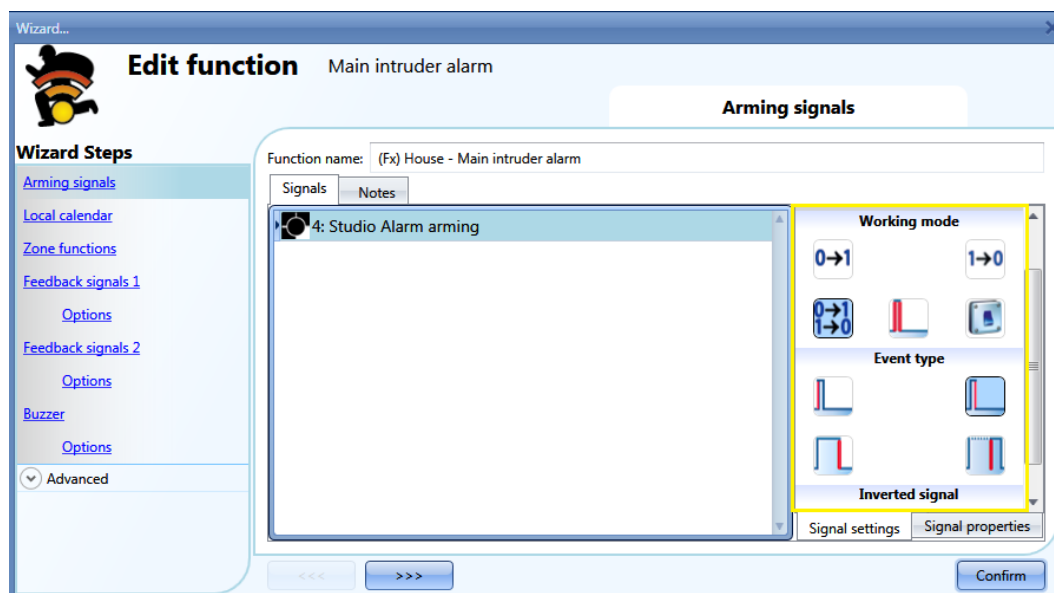 Wizard...
Edit function Main intruder alarm
Arming signals
Wizard Steps
Arming signals
Local calendar
Zone functions
Feedback signals 1
Options
Feedback signals 2
Options
Buzzer
Options
Advanced
Function name: (Fx) House - Main intruder alarm
Signals Notes
4: Studio Alarm arming
Working mode
0→1 1→0
0→1
1→0
Event type
Inverted signal
Signal settings Signal properties
<<< >>> Confirm